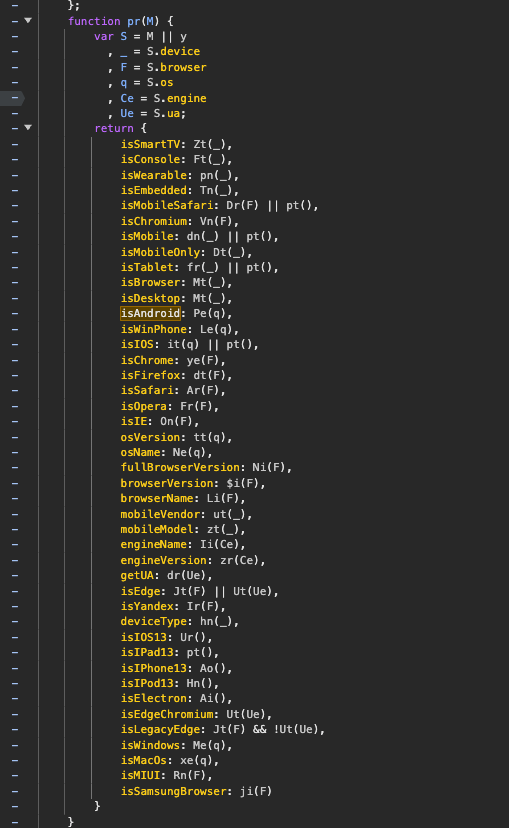 };
function pr(M) {
var S = M || y
, _ = S.device
, F = S.browser
, q = S.os
, Ce = S.engine
, Ue = S.ua;
return {
isSmartTV: Zt(_),
isConsole: Ft(_),
isWearable: pn(_),
isEmbedded: Tn(_),
isMobileSafari: Dr(F) || pt(),
isChromium: Vn(F),
isMobile: dn(_) || pt(),
isMobileOnly: Dt(_),
isTablet: fr(_) || pt(),
isBrowser: Mt(_),
isDesktop: Mt(_),
isAndroid: Pe(q),
isWinPhone: Le(q),
isIOS: it(q) || pt(),
isChrome: ye(F),
isFirefox: dt(F),
isSafari: Ar(F),
isOpera: Fr(F),
isIE: On(F),
osVersion: tt(q),
osName: Ne(q),
fullBrowserVersion: Ni(F),
browserVersion: $i(F),
browserName: Li(F),
mobileVendor: ut(_),
mobileModel: zt(_),
engineName: Ii(Ce),
engineVersion: zr(Ce),
getUA: dr(Ue),
isEdge: Jt(F) || Ut(Ue),
isYandex: Ir(F),
deviceType: hn(_),
isIOS13: Ur(),
isIPad13: pt(),
isIPhone13: Ao(),
isIPod13: Hn(),
isElectron: Ai(),
isEdgeChromium: Ut(Ue),
isLegacyEdge: Jt(F) && !Ut(Ue),
isWindows: Me(q),
isMacOs: xe(q),
isMIUI: Rn(F),
isSamsungBrowser: ji(F)
}
}